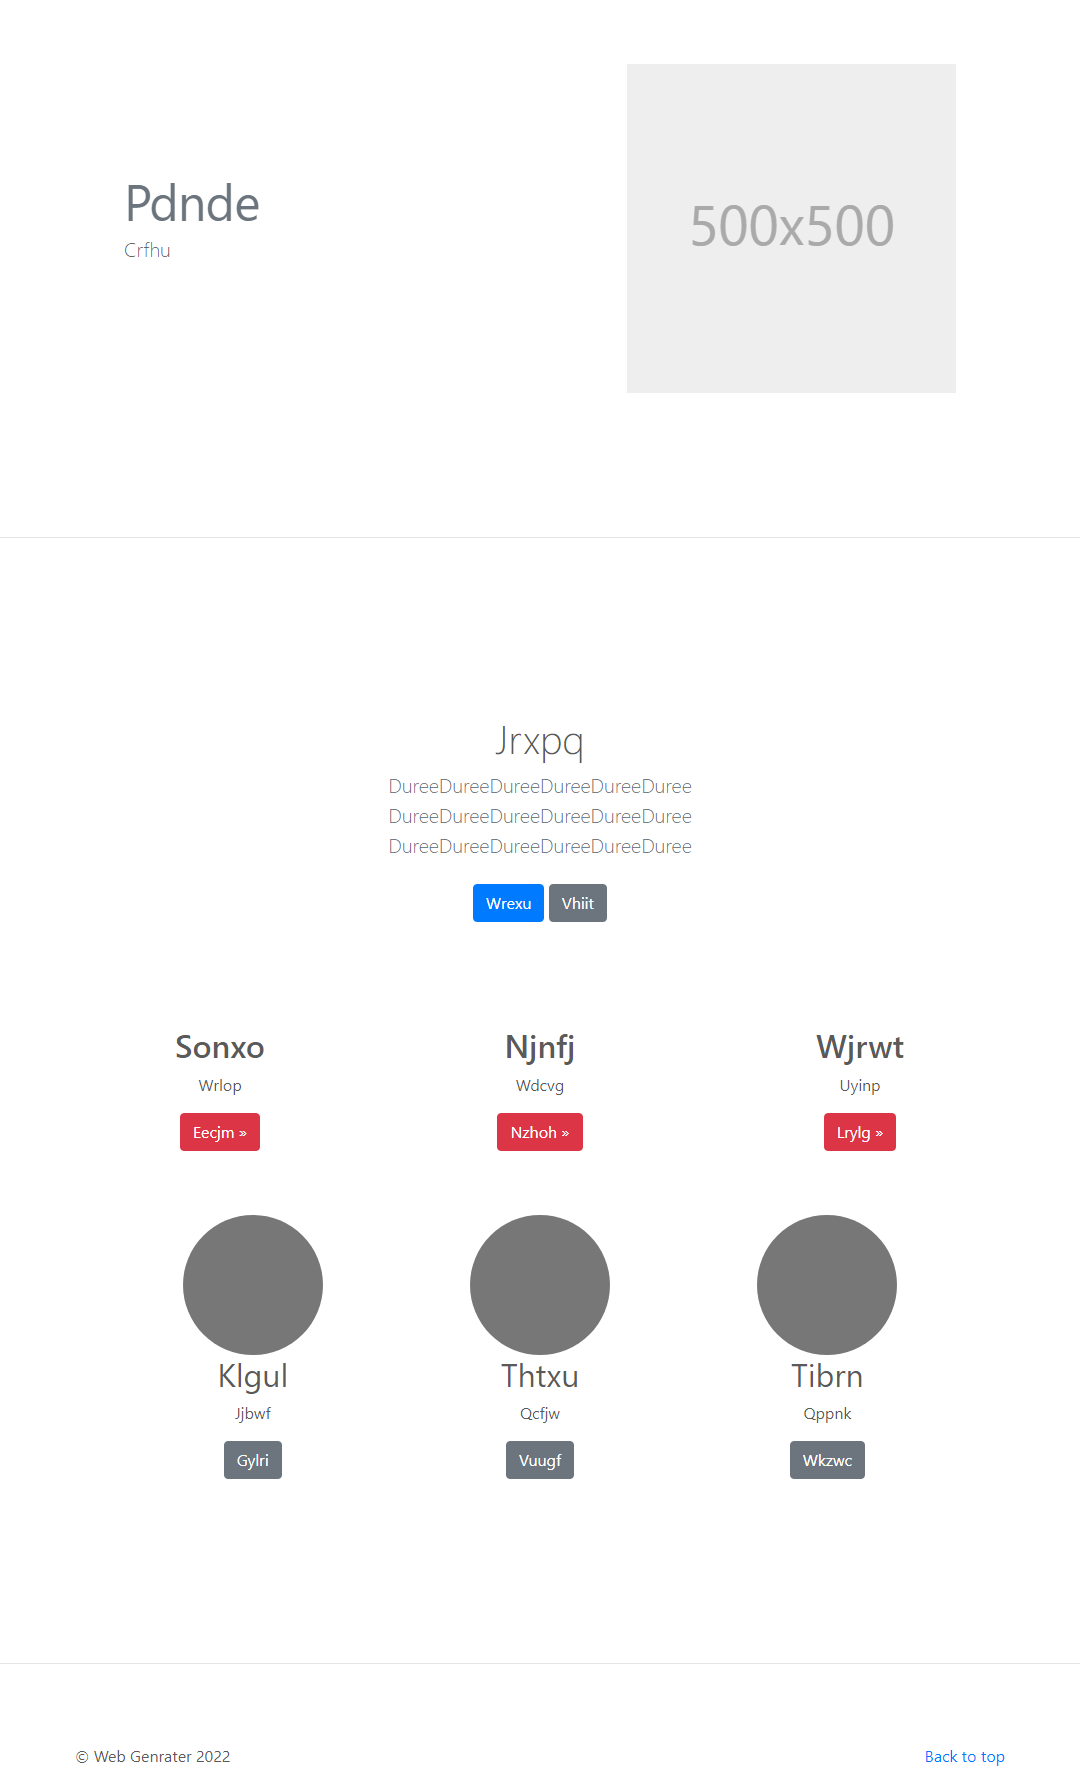 Pdnde
Crfhu
500x500
Jrxpq
DureeDureeDureeDureeDureeDuree
DureeDureeDureeDureeDureeDuree
DureeDureeDureeDureeDureeDuree
Wrexu Vhiit
Sonxo Njnfj Wjrwt
Wrlop Wdcvg Uyinp
Eecjm » Nzhoh » Lrylg »
Klgul Thtxu Tibrn
Jjbwf Qcfjw Qppnk
Gylri Vuugf Wkzwc
© Web Genrater 2022 Back to top